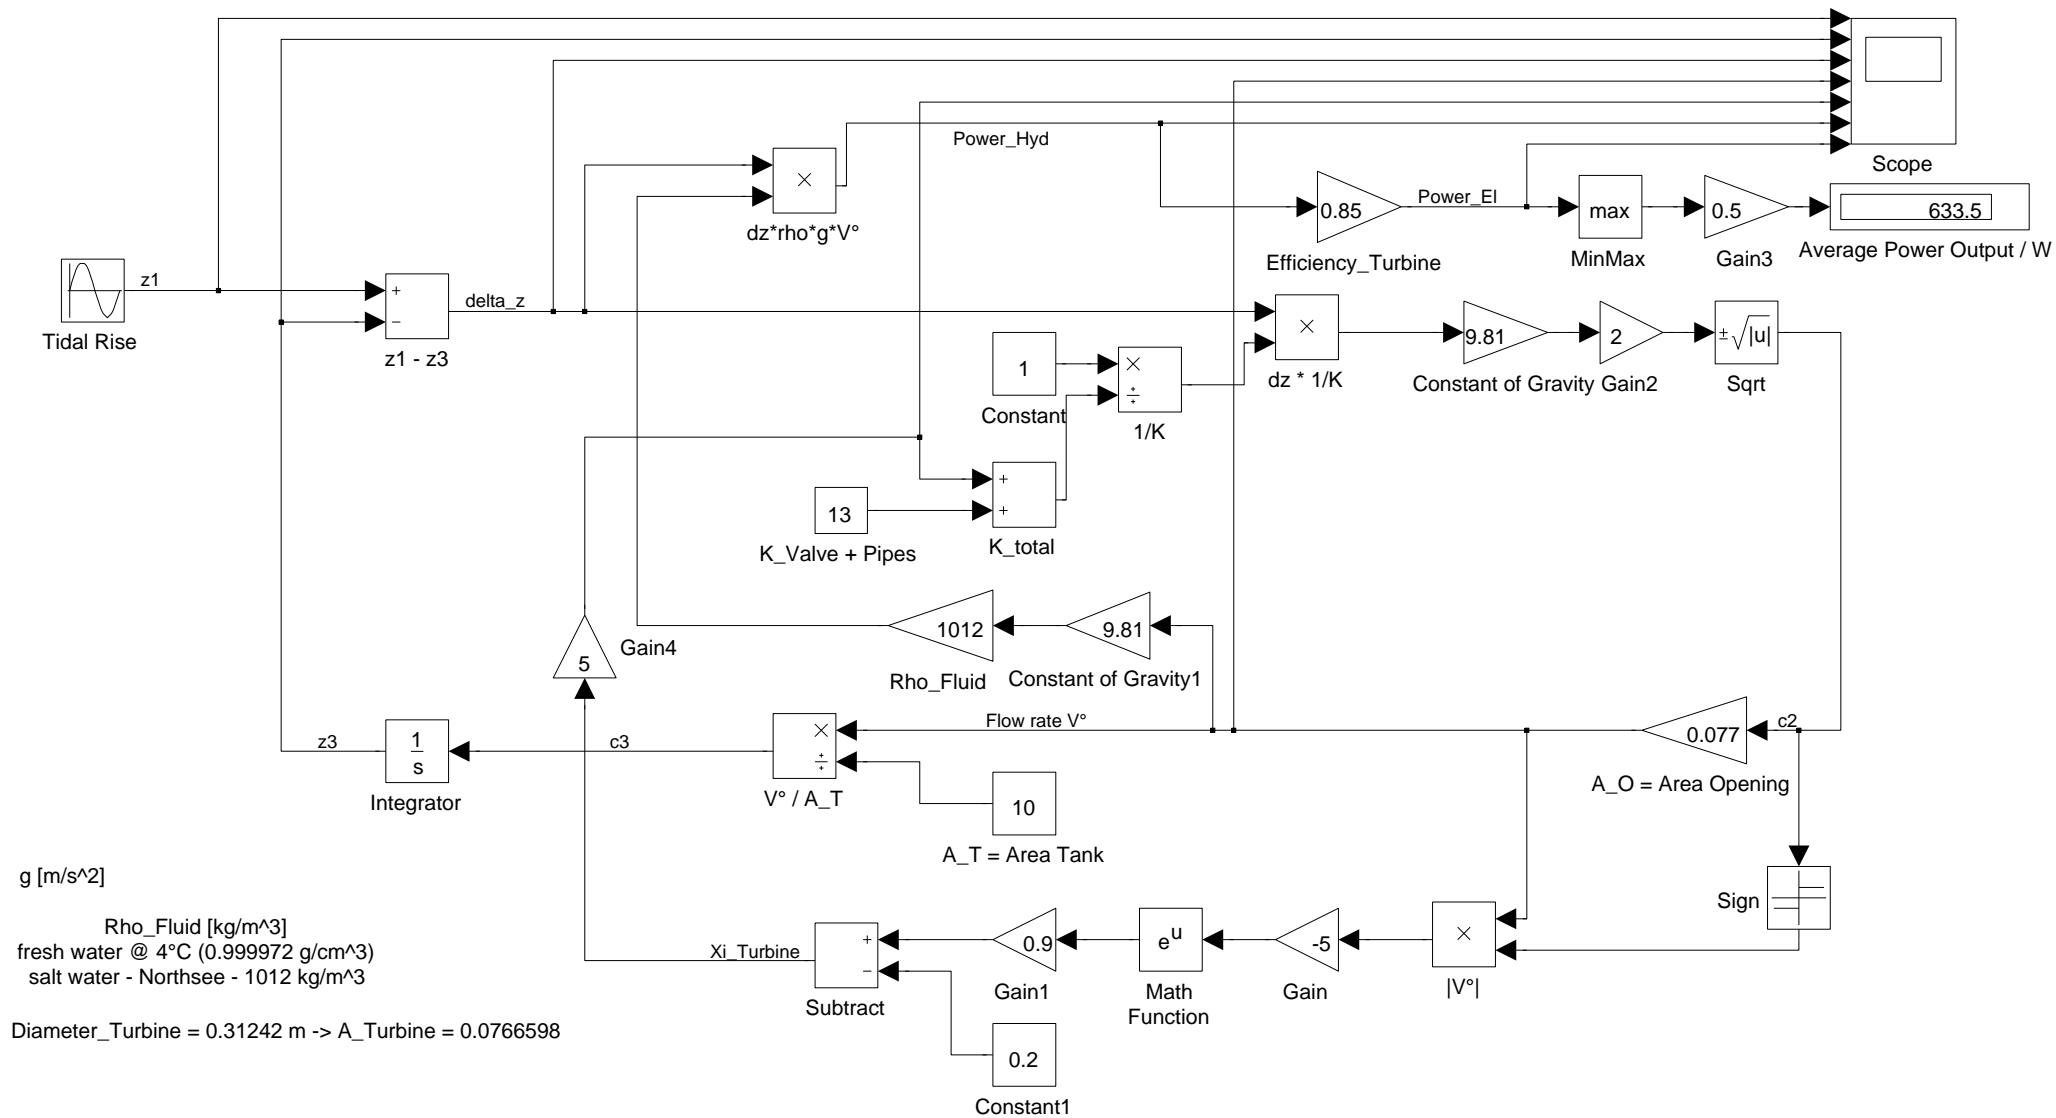 Power_Hyd
Scope
×
dz*rho*g*V°
0.85
Efficiency_Turbine
Power_El
max
MinMax
0.5
Gain3
633.5
Average Power Output / W
Tidal Rise
z1
+
−
z1 - z3
delta_z
×
dz * 1/K
9.81
Constant of Gravity
2
Gain2
±√|u|
Sqrt
1
Constant
×
÷
1/K
+
+
K_total
13
K_Valve + Pipes
5
Gain4
1012
Rho_Fluid
9.81
Constant of Gravity1
Flow rate V°
c2
0.077
A_O = Area Opening
z3
1
s
Integrator
c3
×
÷
V° / A_T
10
A_T = Area Tank
Sign
×
|V°|
-5
Gain
e^u
Math
Function
0.9
Gain1
+
−
Subtract
Xi_Turbine
0.2
Constant1
g [m/s^2]
Rho_Fluid [kg/m^3]
fresh water @ 4°C (0.999972 g/cm^3)
salt water - Northsee - 1012 kg/m^3
Diameter_Turbine = 0.31242 m -> A_Turbine = 0.0766598